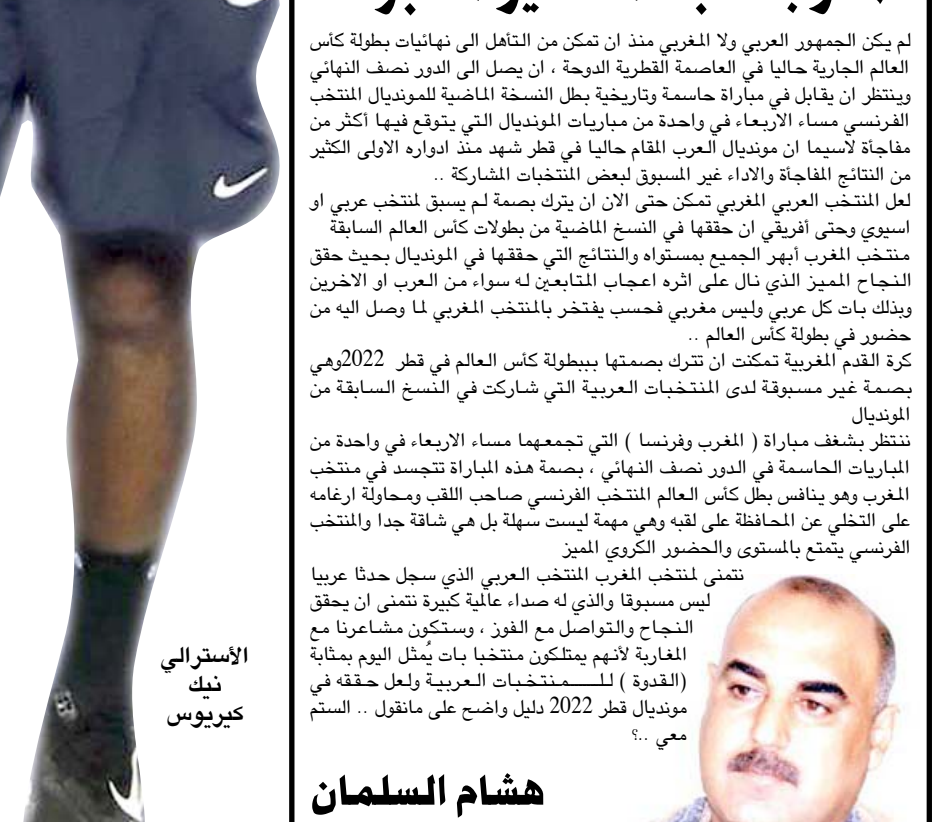 لم يكن الجمهور العربي ولا المغربي منذ ان تمكن من التأهل الى نهائيات بطولة كأس
العالم الجارية حاليا في العاصمة القطرية الدوحة ، ان يصل الى الدور نصف النهائي
وينتظر ان يقابل في مباراة حاسمة وتاريخية بطل النسخة الماضية للمونديال المنتخب
الفرنسي مساء الاربعاء في واحدة من مباريات المونديال التي يتوقع فيها أكثر من
مفاجأة لاسيما ان مونديال العرب المقام حاليا في قطر شهد منذ ادواره الاولى الكثير
من النتائج المفاجأة والاداء غير المسبوق لبعض المنتخبات المشاركة ..
لعل المنتخب العربي المغربي تمكن حتى الان ان يترك بصمة لم يسبق لمنتخب عربي او
اسيوي وحتى أفريقي ان حققها في النسخ الماضية من بطولات كأس العالم السابقة
منتخب المغرب أبهر الجميع بمستواه والنتائج التي حققها في المونديال بحيث حقق
النجاح المميز الذي نال على اثره اعجاب المتابعين له سواء من العرب او الاخرين
وبذلك بات كل عربي وليس مغربي فحسب يفتخر بالمنتخب المغربي لما وصل اليه من
حضور في بطولة كأس العالم ..
كرة القدم المغربية تمكنت ان تترك بصمتها بببطولة كأس العالم في قطر 2022وهي
بصمة غير مسبوقة لدى المنتخبات العربية التي شاركت في النسخ السابقة من
المونديال
ننتظر بشغف مباراة ( المغرب وفرنسا ) التي تجمعهما مساء الاربعاء في واحدة من
المباريات الحاسمة في الدور نصف النهائي ، بصمة هذه المباراة تتجسد في منتخب
المغرب وهو ينافس بطل كأس العالم المنتخب الفرنسي صاحب اللقب ومحاولة ارغامه
على التخلي عن المحافظة على لقبه وهي مهمة ليست سهلة بل هي شاقة جدا والمنتخب
الفرنسي يتمتع بالمستوى والحضور الكروي المميز
نتمنى لمنتخب المغرب المنتخب العربي الذي سجل حدثا عربيا
ليس مسبوقا والذي له صداء عالمية كبيرة نتمنى ان يحقق
النجاح والتواصل مع الفوز ، وستكون مشاعرنا مع
المغاربة لأنهم يمتلكون منتخبا بات يُمثل اليوم بمثابة
(القدوة ) للـــمنتخبات العربية ولعل حققه في
مونديال قطر 2022 دليل واضح على مانقول .. الستم
معي ..؟
هشام السلمان
الأسترالي
نيك
كيريوس